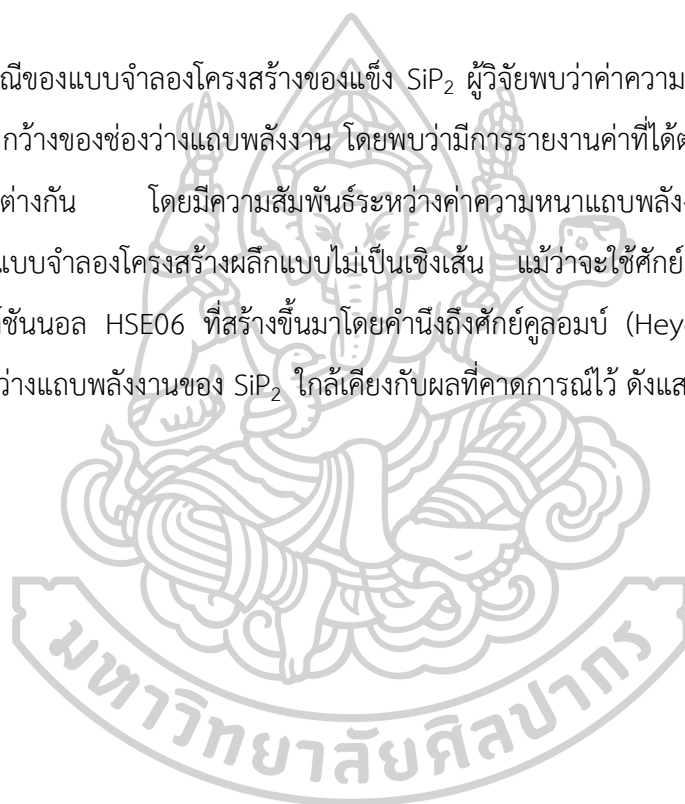 ณีของแบบจำลองโครงสร้างของแข็ง SiP₂ ผู้วิจัยพบว่าค่าความ
กว้างของช่องว่างแถบพลังงาน โดยพบว่ามีการรายงานค่าที่ได้ต
ต่างกัน โดยมีความสัมพันธ์ระหว่างค่าความหนาแถบพลัง
แบบจำลองโครงสร้างผลึกแบบไม่เป็นเชิงเส้น แม้ว่าจะใช้ศักย์
ชันนอล HSE06 ที่สร้างขึ้นมาโดยคำนึงถึงศักย์คูลอมบ์ (Hey
ว่างแถบพลังงานของ SiP₂ ใกล้เคียงกับผลที่คาดการณ์ไว้ ดังแส
มหาวิทยาลัยศิลปากร